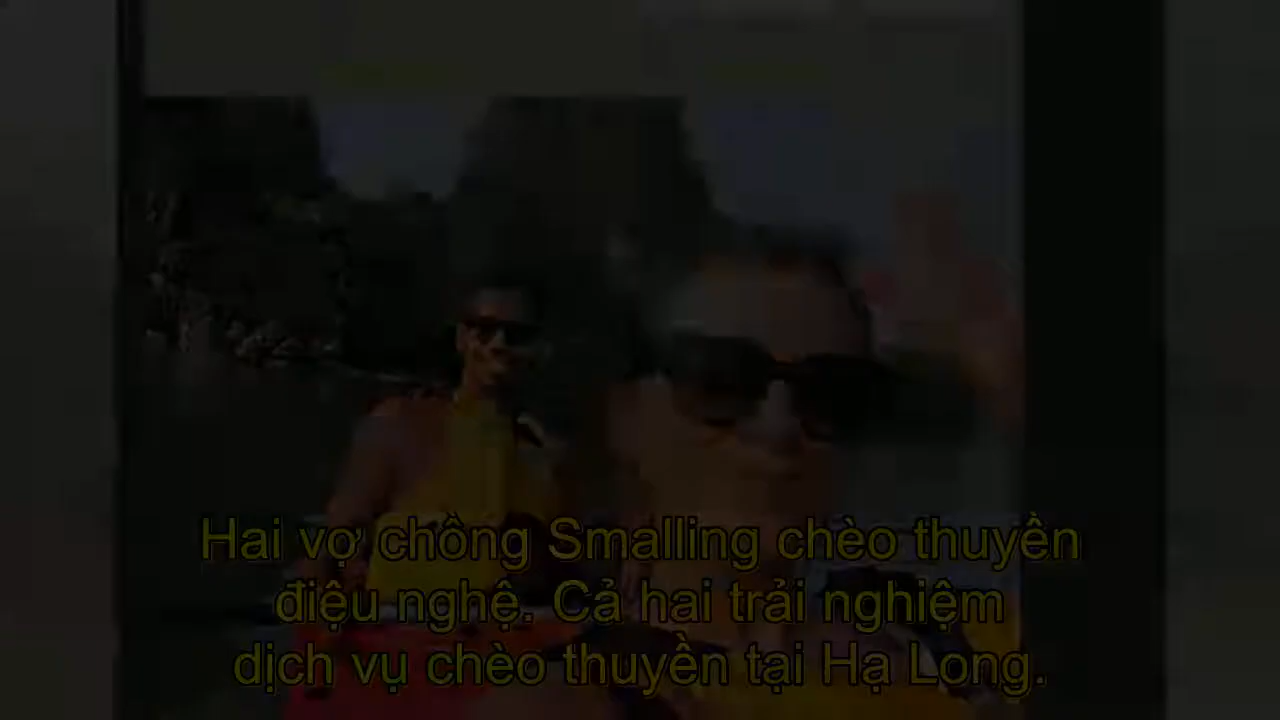 Hai vợ chồng Smalling chèo thuyền
điệu nghệ. Cả hai trải nghiệm
dịch vụ chèo thuyền tại Hạ Long.